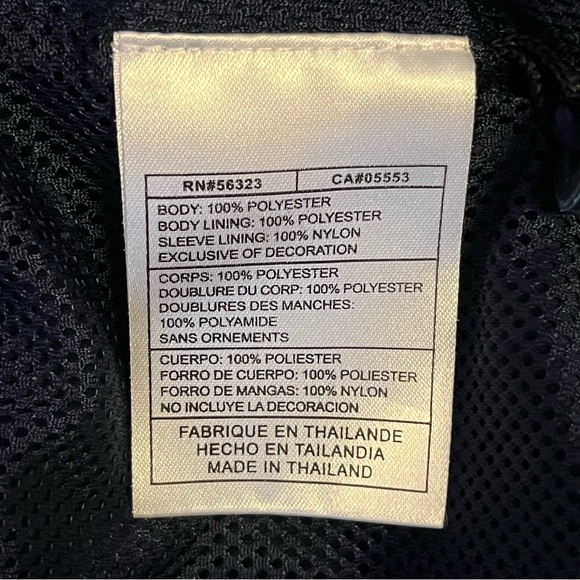 RN#56323 CA#05553
BODY: 100% POLYESTER
BODY LINING: 100% POLYESTER
SLEEVE LINING: 100% NYLON
EXCLUSIVE OF DECORATION
CORPS: 100% POLYESTER
DOUBLURE DU CORP: 100% POLYESTER
DOUBLURES DES MANCHES:
100% POLYAMIDE
SANS ORNEMENTS
CUERPO: 100% POLIESTER
FORRO DE CUERPO: 100% POLIESTER
FORRO DE MANGAS: 100% NYLON
NO INCLUYE LA DECORACION
FABRIQUE EN THAILANDE
HECHO EN TAILANDIA
MADE IN THAILAND